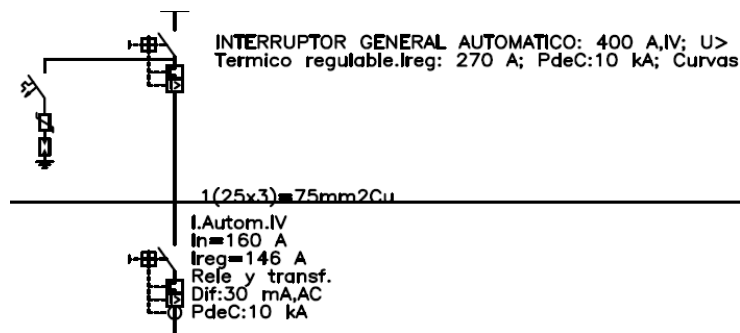 INTERRUPTOR GENERAL AUTOMATICO: 400 A,IV; U>
Termico regulable.Ireg: 270 A; PdeC:10 kA; Curvas
1(25x3)=75mm2Cu
I.Autom.IV
In=160 A
Ireg=146 A
Rele y transf.
Dif:30 mA,AC
PdeC:10 kA